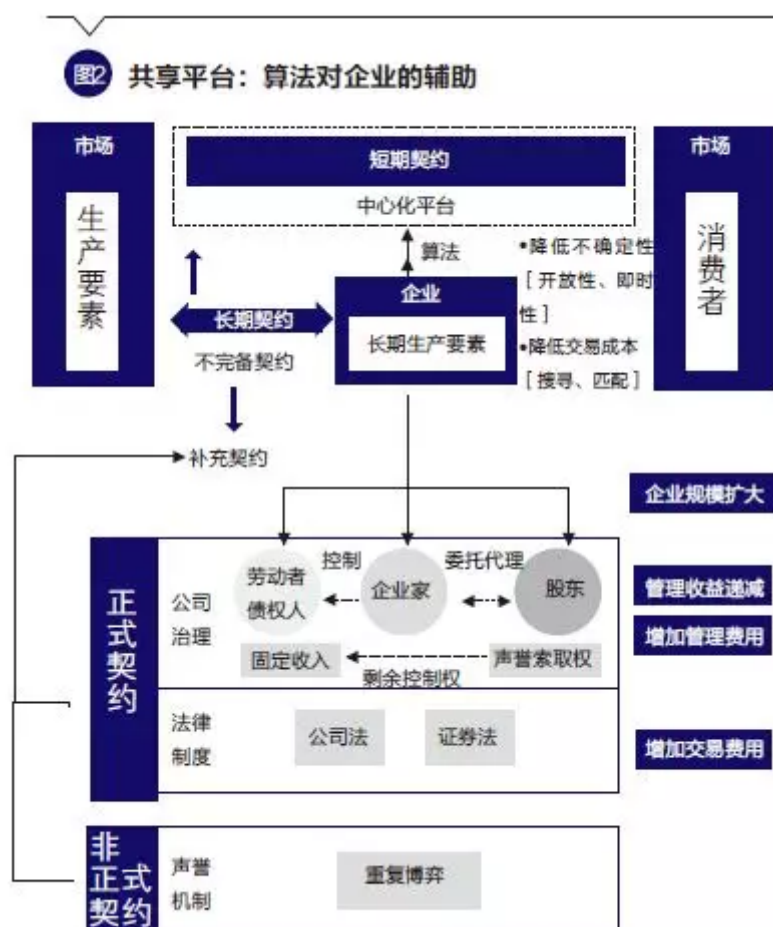 图2 共享平台：算法对企业的辅助
市场
生产要素
短期契约
中心化平台
算法
市场
消费者
•降低不确定性
[开放性、即时
性]
•降低交易成本
[搜寻、匹配]
企业
长期生产要素
长期契约
不完备契约
补充契约
企业规模扩大
管理收益递减
增加管理费用
增加交易费用
正式契约
公司
治理
劳动者
债权人
控制
企业家
委托代理
股东
固定收入
剩余控制权
声誉索取权
法律
制度
公司法
证券法
非
正式
契约
声誉
机制
重复博弈